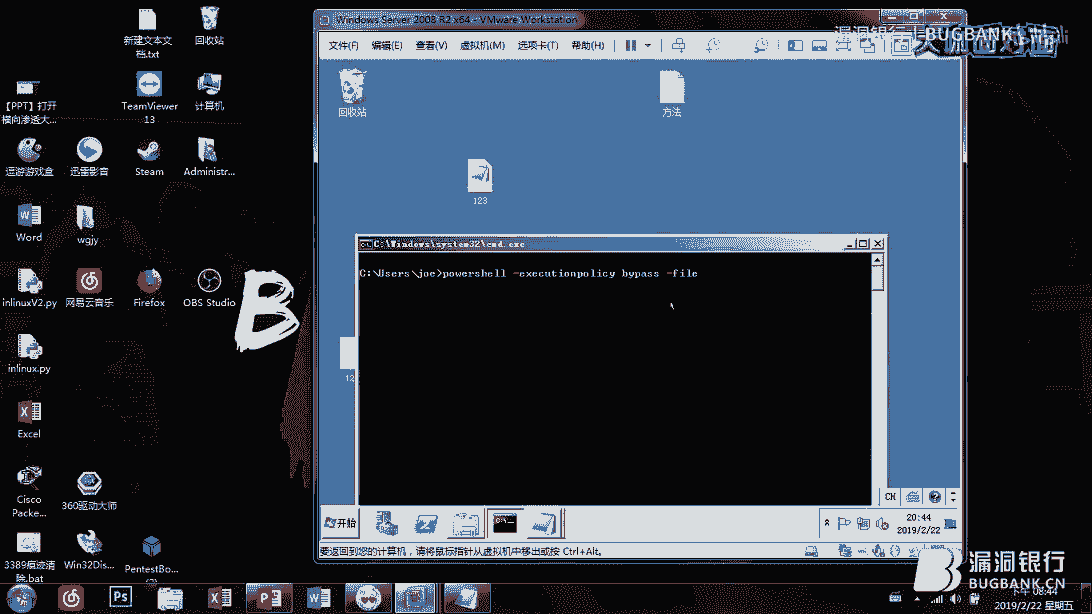 新建文本文
档.txt
回收站
【PPT】打开
横向渗透大...
TeamViewer
13
计算机
逗游游戏盒
迅雷影音
Steam
Administr...
Word
wgjy
inlinuxV2.py
网易云音乐
Firefox
OBS Studio
inlinux.py
Excel
Cisco
Packe...
360驱动大师
3389痕迹清
除.bat
Win32Dis...
PentestBo...
B
Windows Server 2008 R2 x64 - VMware Workstation
文件(F) 编辑(E) 查看(V) 虚拟机(M) 选项卡(T) 帮助(H)
漏洞银行 | BUGBANK
大咖面对面
回收站
方法
123
C:\Windows\system32\cmd.exe
C:\Users\joe>powershell -executionpolicy bypass -file
12
CH
开始
20:44
2019/2/22
要返回到您的计算机，请将鼠标指针从虚拟机中移出或按 Ctrl+Alt。
漏洞银行
BUGBANK.CN
下午 08:44
2019/2/22 星期五